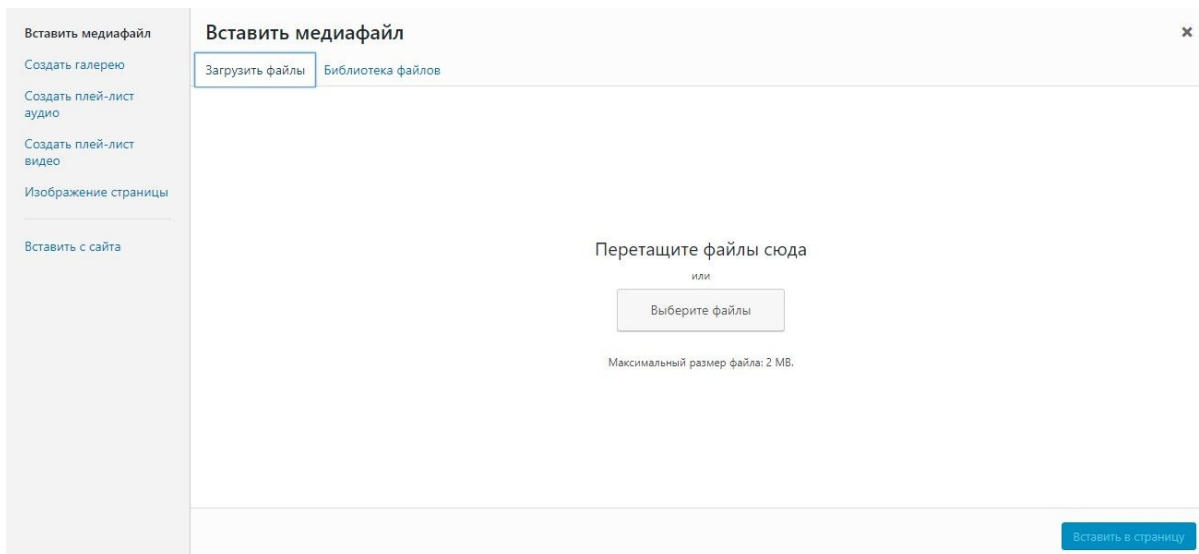 Вставить медиафайл
Создать галерею
Создать плей-лист
аудио
Создать плей-лист
видео
Изображение страницы
Вставить с сайта
Вставить медиафайл
Загрузить файлы
Библиотека файлов
Перетащите файлы сюда
или
Выберите файлы
Максимальный размер файла: 2 MB.
Вставить в страницу